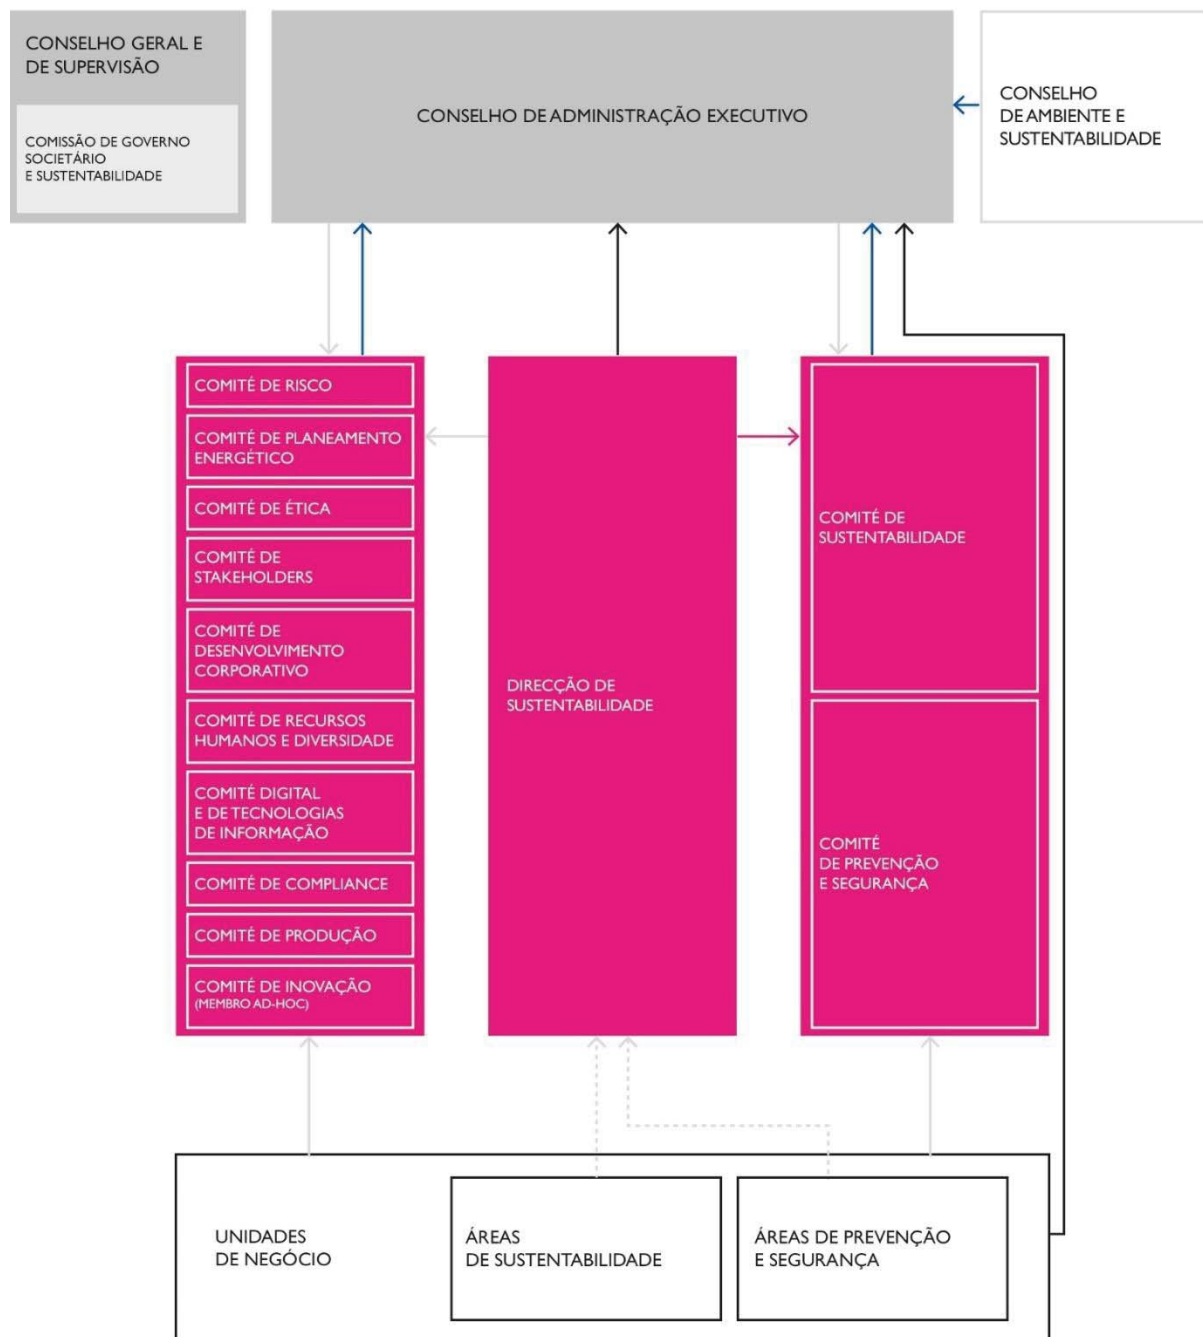 CONSELHO GERAL E
DE SUPERVISÃO
COMISSÃO DE GOVERNO
SOCIETÁRIO
E SUSTENTABILIDADE
CONSELHO DE ADMINISTRAÇÃO EXECUTIVO
CONSELHO
DE AMBIENTE E
SUSTENTABILIDADE
COMITÉ DE RISCO
COMITÉ DE PLANEAMENTO
ENERGÉTICO
COMITÉ DE ÉTICA
COMITÉ DE
STAKEHOLDERS
COMITÉ DE
DESENVOLVIMENTO
CORPORATIVO
COMITÉ DE RECURSOS
HUMANOS E DIVERSIDADE
COMITÉ DIGITAL
E DE TECNOLOGIAS
DE INFORMAÇÃO
COMITÉ DE COMPLIANCE
COMITÉ DE PRODUÇÃO
COMITÉ DE INOVAÇÃO
(MEMBRO AD-HOC)
DIRECÇÃO DE
SUSTENTABILIDADE
COMITÉ DE
SUSTENTABILIDADE
COMITÉ
DE PREVENÇÃO
E SEGURANÇA
UNIDADES
DE NEGÓCIO
ÁREAS
DE SUSTENTABILIDADE
ÁREAS DE PREVENÇÃO
E SEGURANÇA